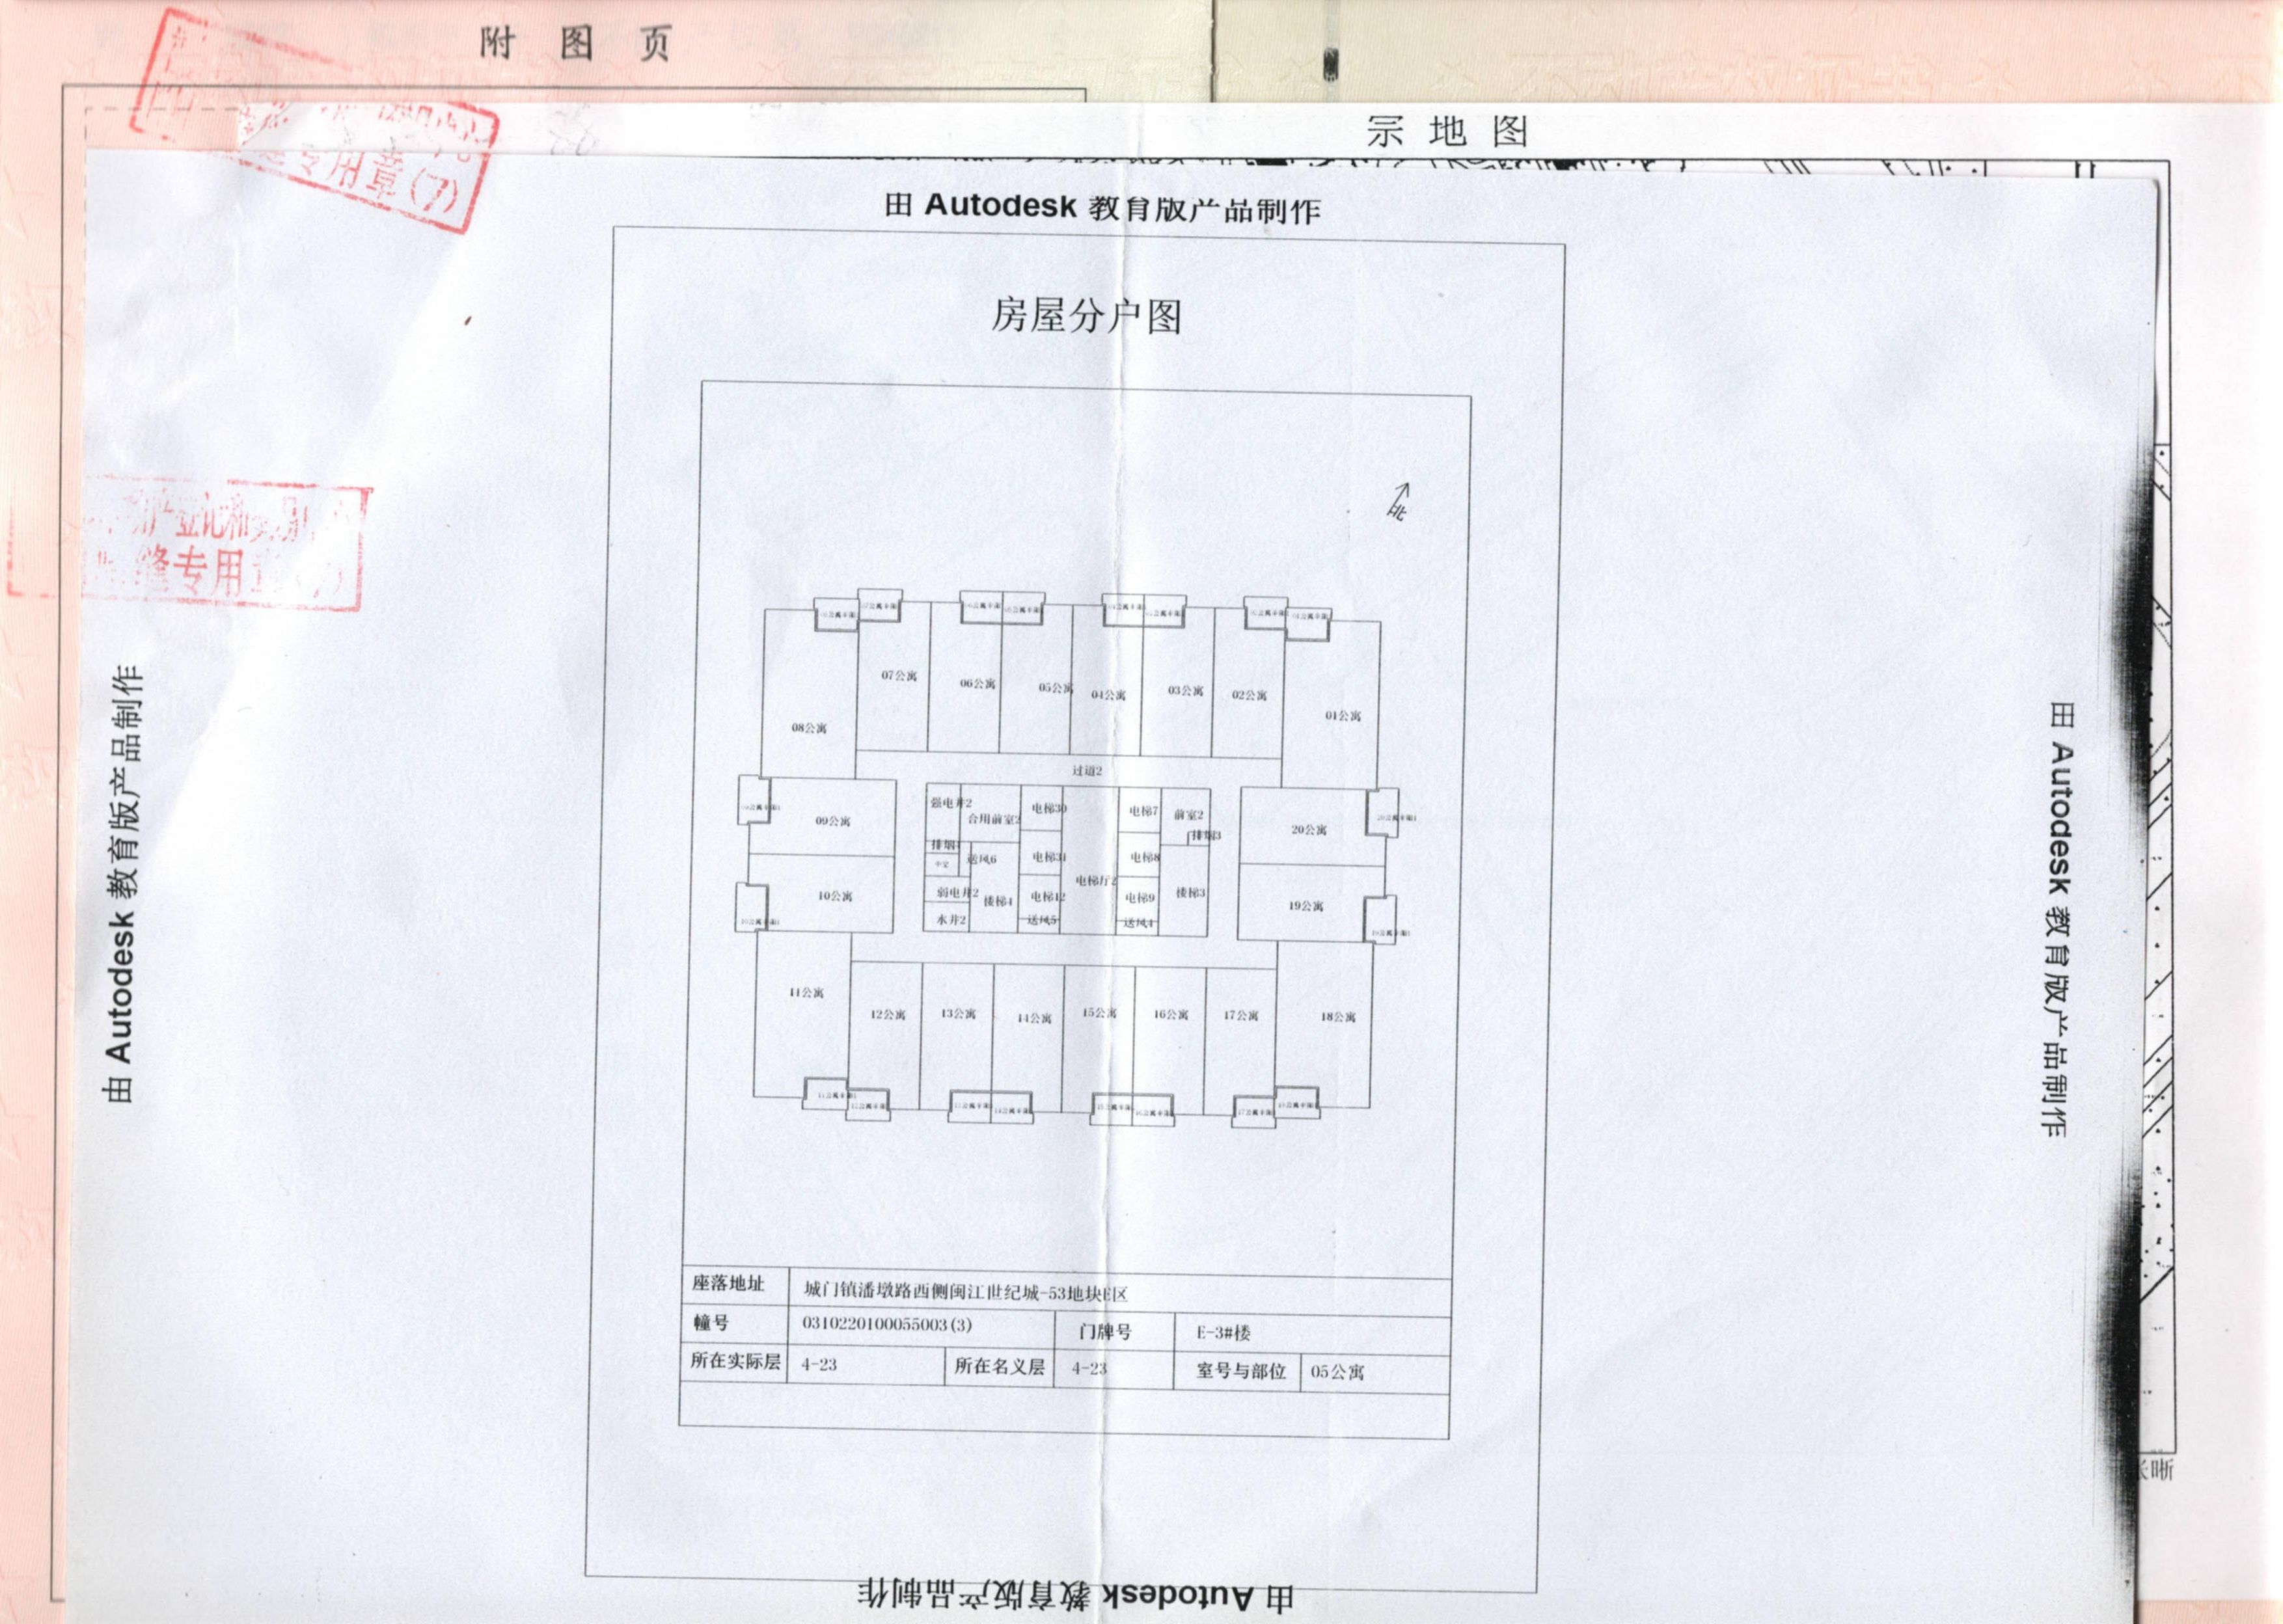 附 图 页
专用章(7)
宗 地 图
由 Autodesk 教育版产品制作
房屋分户图
北
缝专用章
由 Autodesk 教育版产品制作
由 Autodesk 教育版产品制作
07公寓
06公寓
05公寓
04公寓
03公寓
02公寓
01公寓
08公寓
过道2
强电井2
合用前室2
电梯30
电梯7
前室2
排烟3
09公寓
20公寓
送风6
电梯31
电梯8
电梯厅2
10公寓
弱电井2
楼梯4
电梯12
电梯9
楼梯3
19公寓
水井2
送风5
送风4
11公寓
12公寓
13公寓
14公寓
15公寓
16公寓
17公寓
18公寓
座落地址 城门镇潘墩路西侧闽江世纪城-53地块E区
幢号 0310220100055003(3) 门牌号 E-3#楼
所在实际层 4-23 所在名义层 4-23 室号与部位 05公寓
晰
由 Autodesk 教育版产品制作